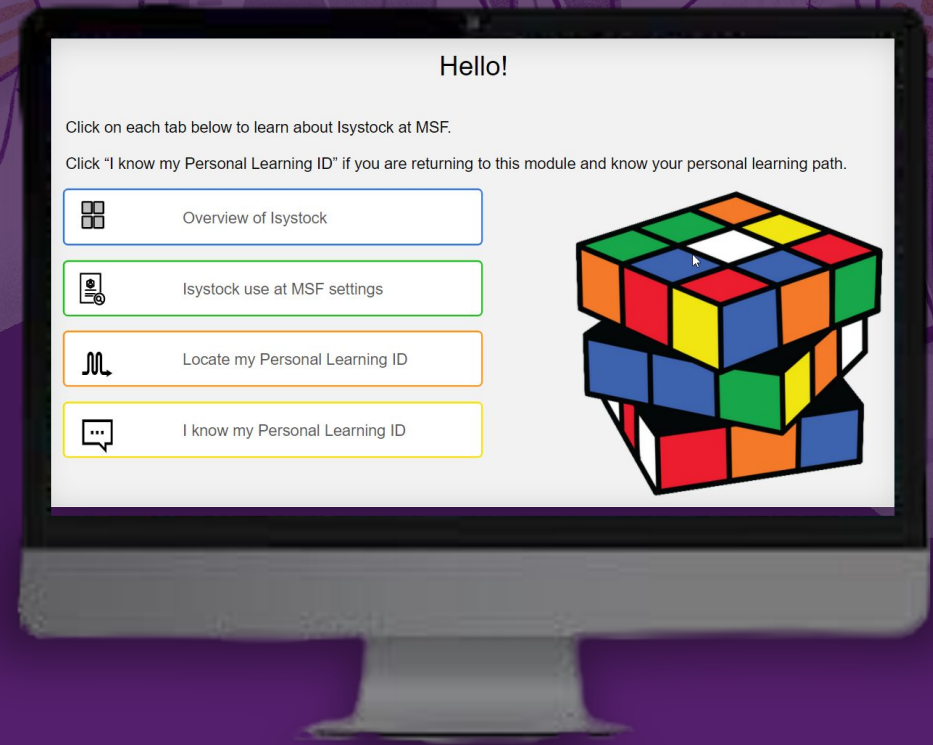 Hello!
Click on each tab below to learn about Isystock at MSF.
Click “I know my Personal Learning ID” if you are returning to this module and know your personal learning path.
Overview of Isystock
Isystock use at MSF settings
Locate my Personal Learning ID
I know my Personal Learning ID